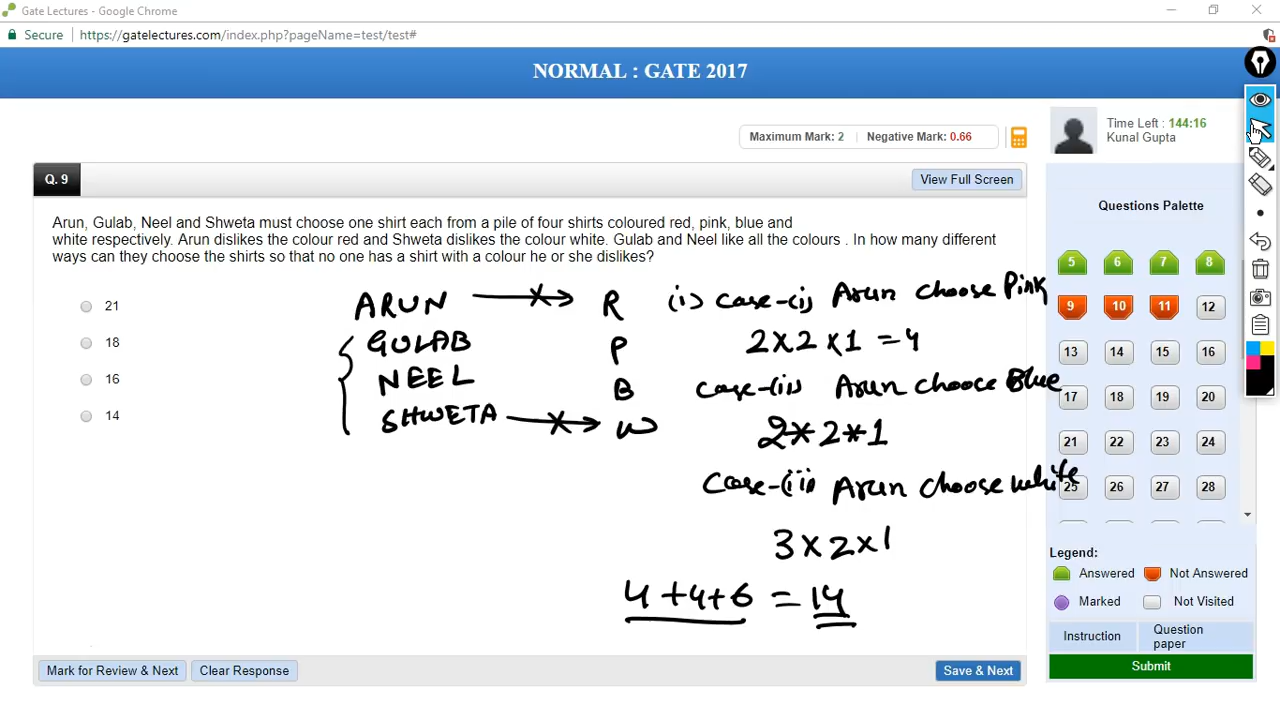 Gate Lectures - Google Chrome
Secure https://gatelectures.com/index.php?pageName=test/test#
NORMAL : GATE 2017
Maximum Mark: 2 Negative Mark: 0.66
Time Left : 144:16
Kunal Gupta
Q. 9
View Full Screen
Arun, Gulab, Neel and Shweta must choose one shirt each from a pile of four shirts coloured red, pink, blue and
white respectively. Arun dislikes the colour red and Shweta dislikes the colour white. Gulab and Neel like all the colours . In how many different
ways can they choose the shirts so that no one has a shirt with a colour he or she dislikes?
21
18
16
14
ARUN R
GULAB P
NEEL B
SHWETA W
(i) case-(i) Arun choose Pink
2×2×1 = 4
case-(ii) Arun choose Blue
2*2*1
case-(iii) Arun choose white
3×2×1
4+4+6 = 14
Questions Palette
5 6 7 8
9 10 11 12
13 14 15 16
17 18 19 20
21 22 23 24
25 26 27 28
Legend:
Answered Not Answered
Marked Not Visited
Instruction Question
paper
Submit
Mark for Review & Next Clear Response Save & Next